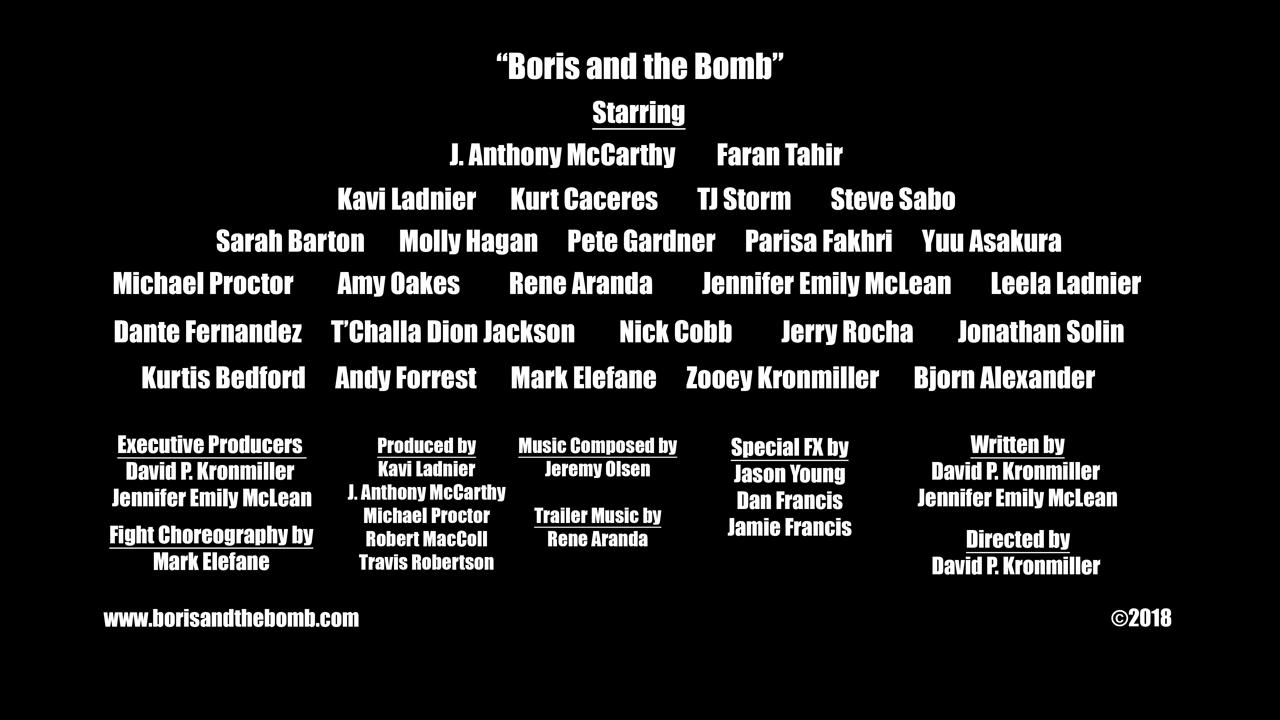 “Boris and the Bomb”
Starring
J. Anthony McCarthy Faran Tahir
Kavi Ladnier Kurt Caceres TJ Storm Steve Sabo
Sarah Barton Molly Hagan Pete Gardner Parisa Fakhri Yuu Asakura
Michael Proctor Amy Oakes Rene Aranda Jennifer Emily McLean Leela Ladnier
Dante Fernandez T’Challa Dion Jackson Nick Cobb Jerry Rocha Jonathan Solin
Kurtis Bedford Andy Forrest Mark Elefane Zooey Kronmiller Bjorn Alexander
Executive Producers
David P. Kronmiller
Jennifer Emily McLean
Fight Choreography by
Mark Elefane
Produced by
Kavi Ladnier
J. Anthony McCarthy
Michael Proctor
Robert MacColl
Travis Robertson
Music Composed by
Jeremy Olsen
Trailer Music by
Rene Aranda
Special FX by
Jason Young
Dan Francis
Jamie Francis
Written by
David P. Kronmiller
Jennifer Emily McLean
Directed by
David P. Kronmiller
www.borisandthebomb.com
©2018